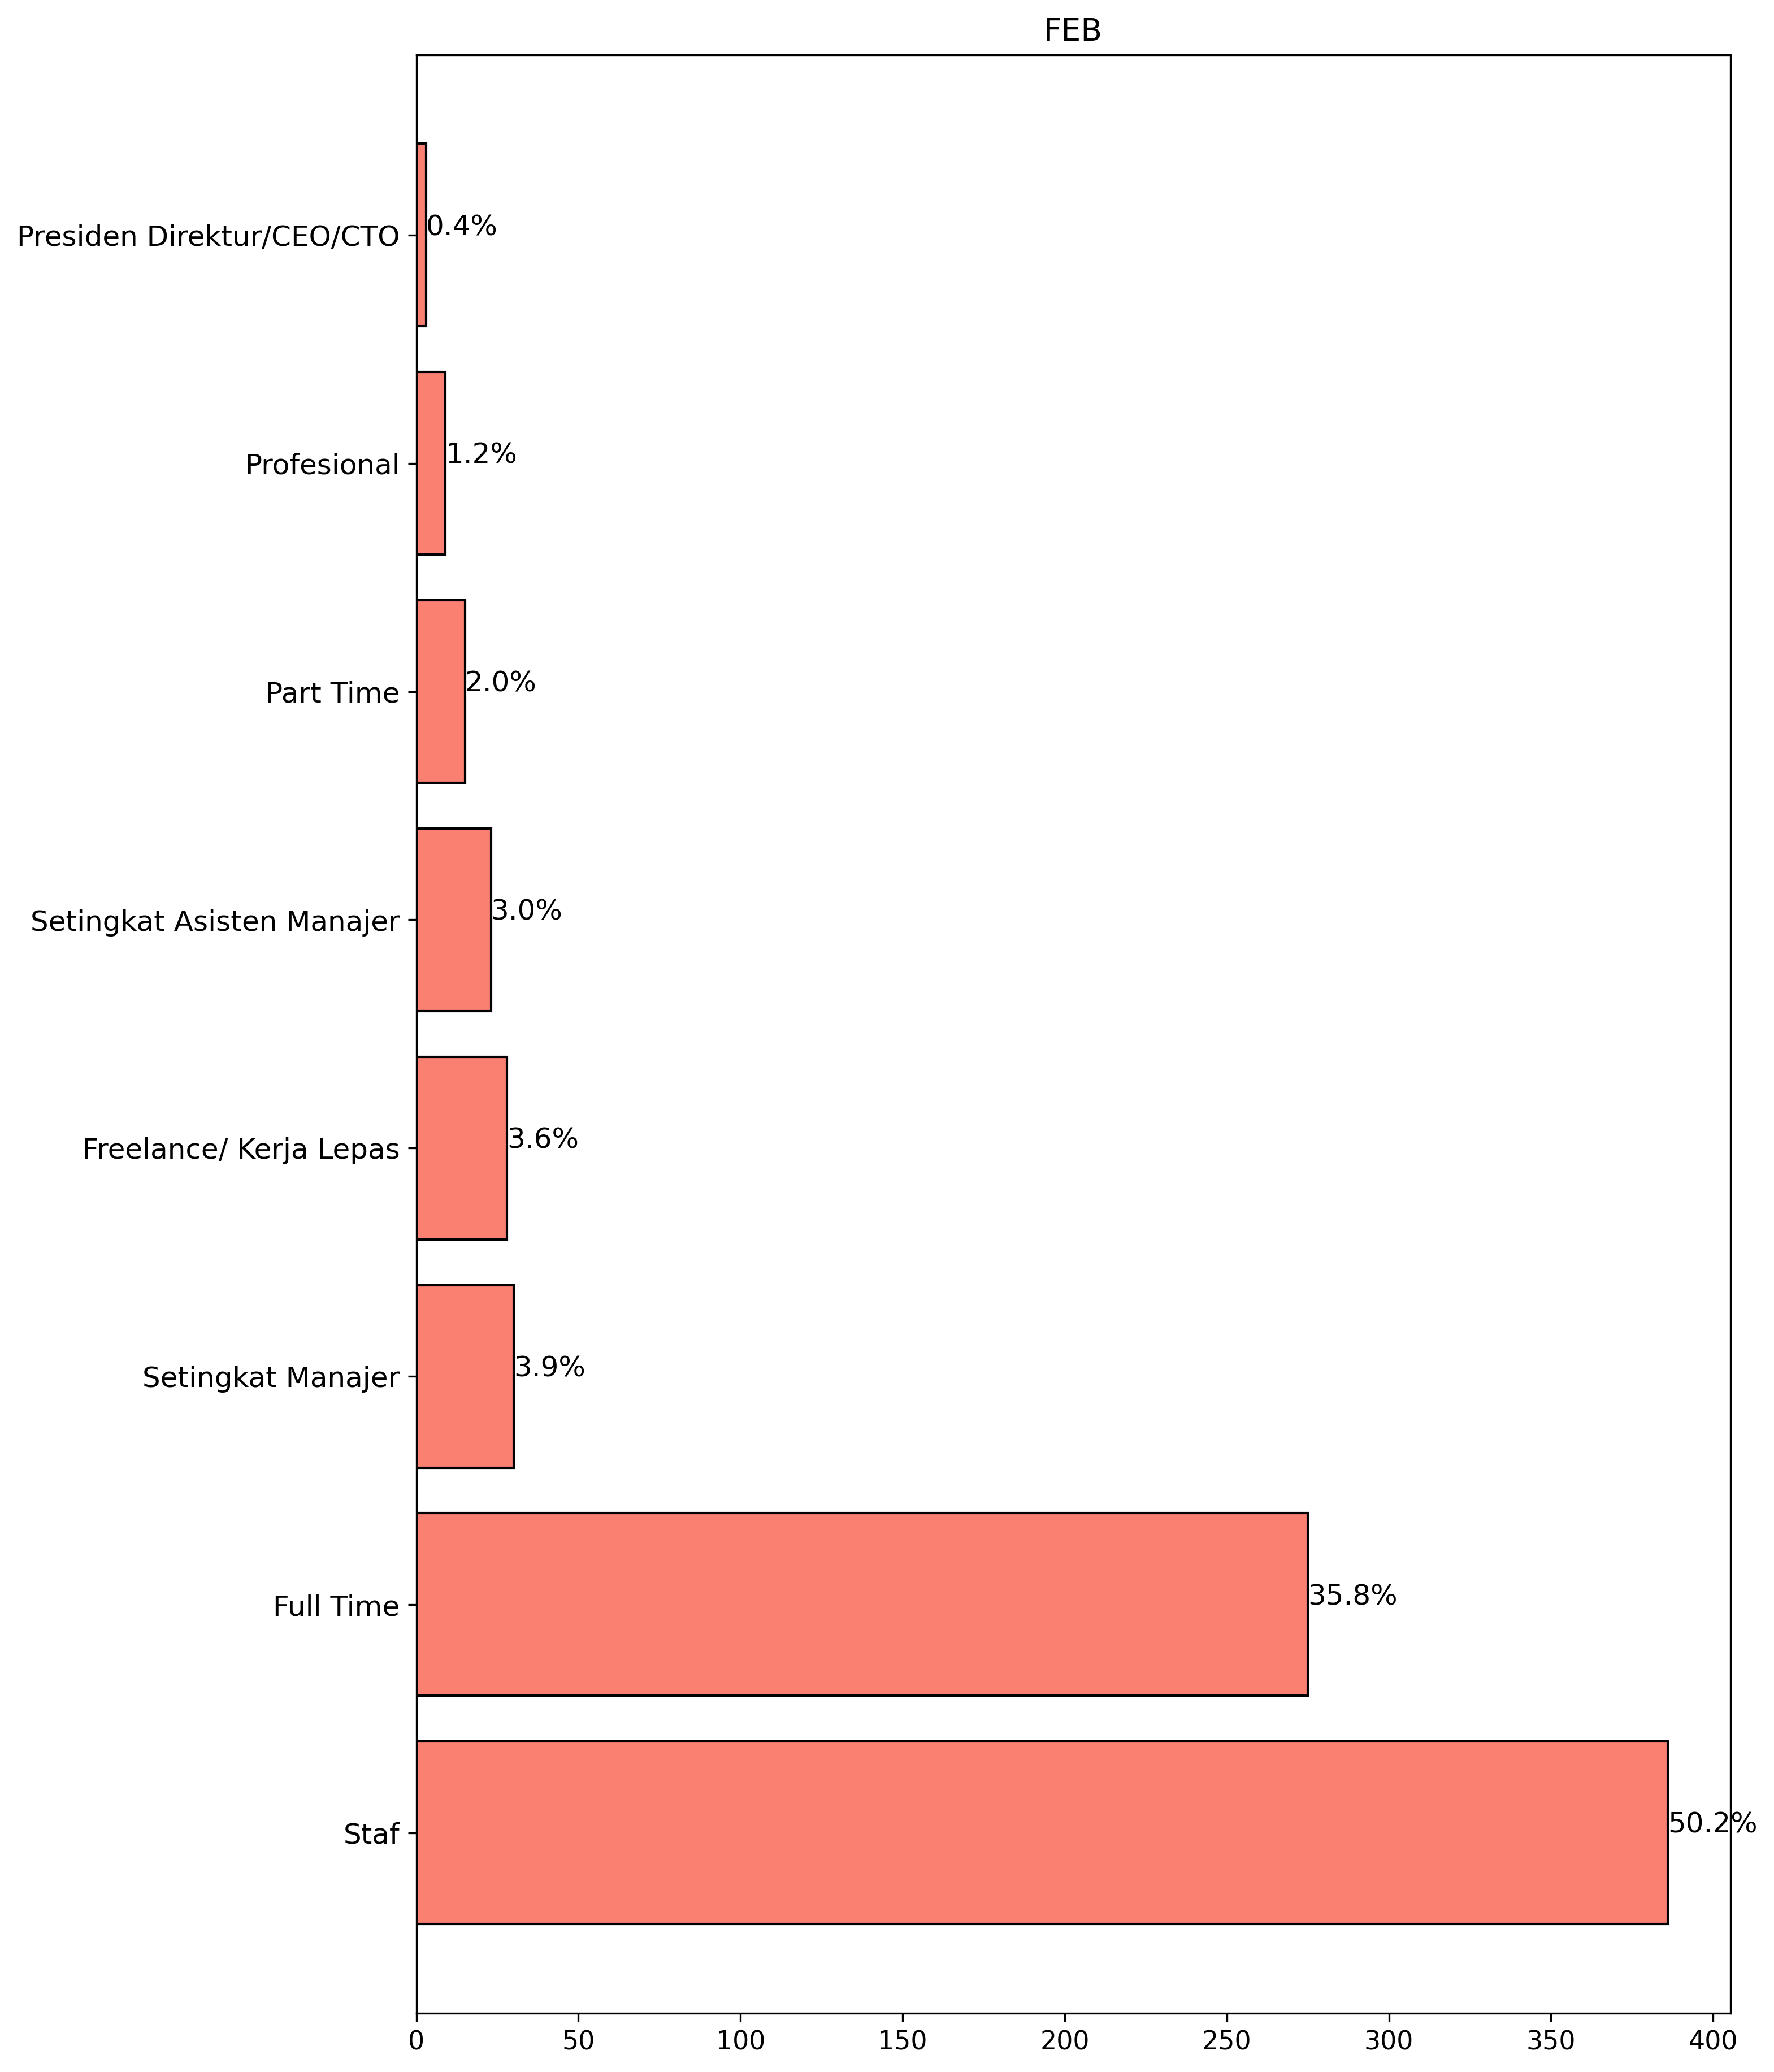 FEB
Presiden Direktur/CEO/CTO 0.4%
Profesional 1.2%
Part Time 2.0%
Setingkat Asisten Manajer 3.0%
Freelance/ Kerja Lepas 3.6%
Setingkat Manajer 3.9%
Full Time 35.8%
Staf 50.2%
0 50 100 150 200 250 300 350 400